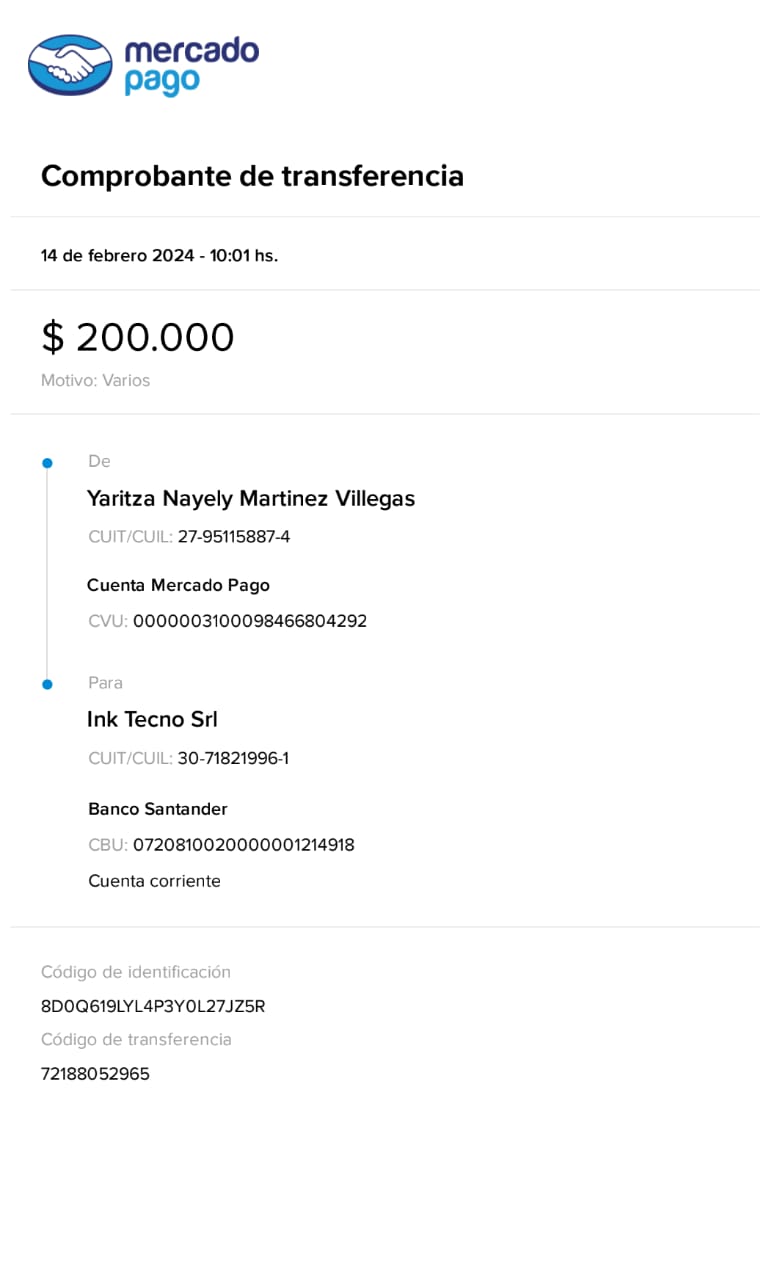 mercado
pago
Comprobante de transferencia
14 de febrero 2024 - 10:01 hs.
$ 200.000
Motivo: Varios
De
Yaritza Nayely Martinez Villegas
CUIT/CUIL: 27-95115887-4
Cuenta Mercado Pago
CVU: 0000003100098466804292
Para
Ink Tecno Srl
CUIT/CUIL: 30-71821996-1
Banco Santander
CBU: 0720810020000001214918
Cuenta corriente
Código de identificación
8D0Q619LYL4P3Y0L27JZ5R
Código de transferencia
72188052965